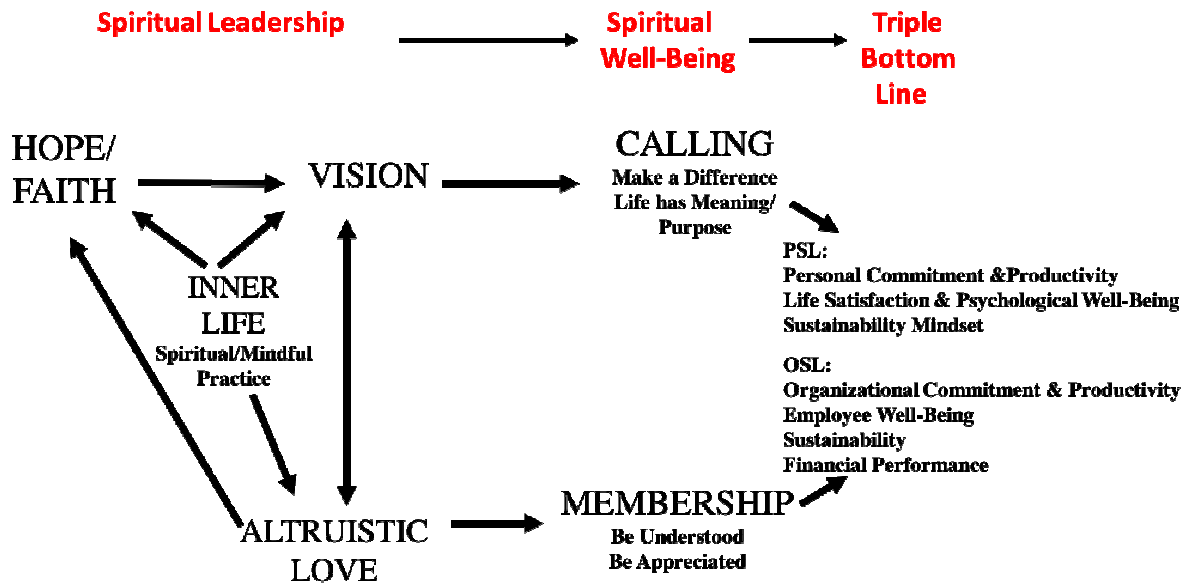 Spiritual Leadership
Spiritual
Well-Being
Triple
Bottom
Line
HOPE/
FAITH
VISION
CALLING
Make a Difference
Life has Meaning/
Purpose
INNER
LIFE
Spiritual/Mindful
Practice
PSL:
Personal Commitment &Productivity
Life Satisfaction & Psychological Well-Being
Sustainability Mindset
OSL:
Organizational Commitment & Productivity
Employee Well-Being
Sustainability
Financial Performance
ALTRUISTIC
LOVE
MEMBERSHIP
Be Understood
Be Appreciated